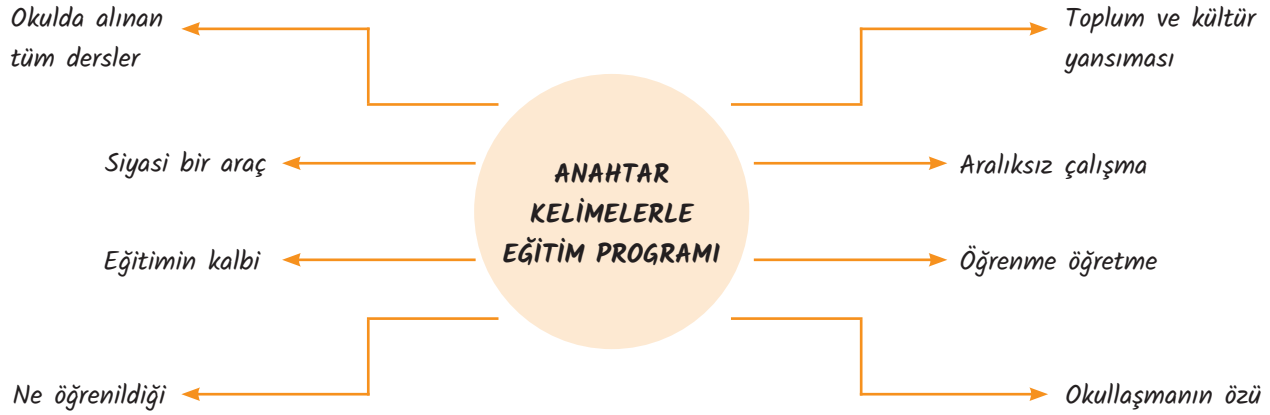 Okulda alınan
tüm dersler
Toplum ve kültür
yansıması
Siyasi bir araç
Aralıksız çalışma
ANAHTAR
KELİMELERLE
EĞİTİM PROGRAMI
Eğitimin kalbi
Öğrenme öğretme
Ne öğrenildiği
Okullaşmanın özü